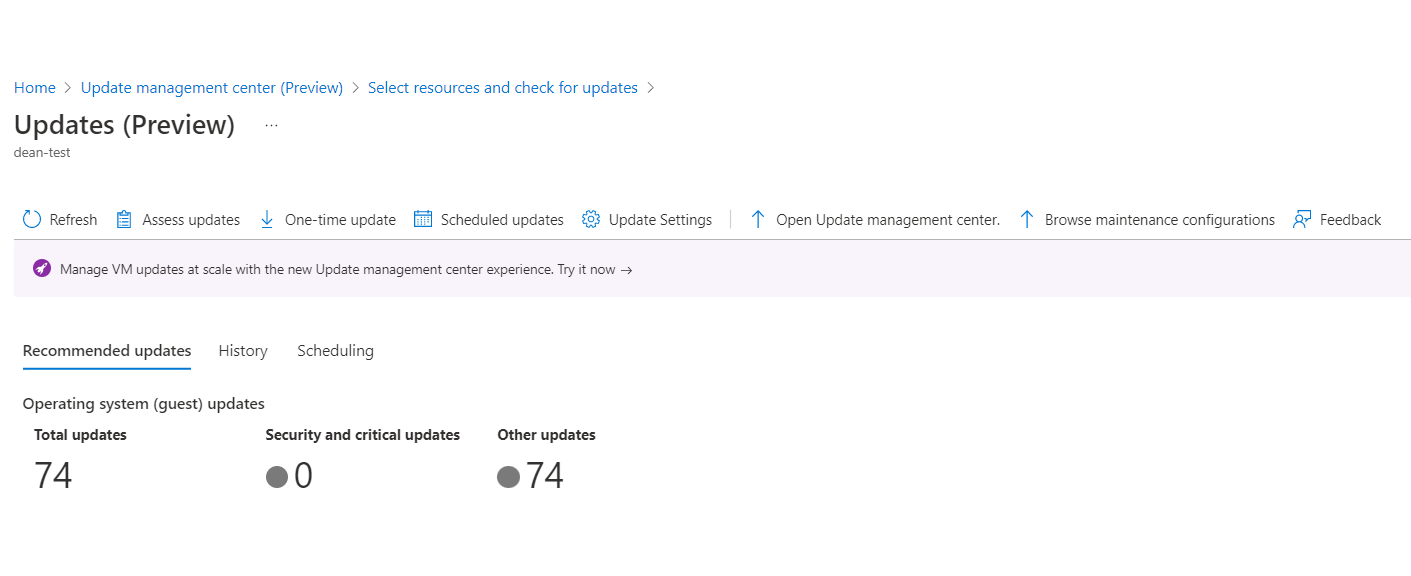 Home > Update management center (Preview) > Select resources and check for updates >
Updates (Preview) ...
dean-test
Refresh Assess updates One-time update Scheduled updates Update Settings | Open Update management center. Browse maintenance configurations Feedback
Manage VM updates at scale with the new Update management center experience. Try it now →
Recommended updates History Scheduling
Operating system (guest) updates
Total updates Security and critical updates Other updates
74 0 74